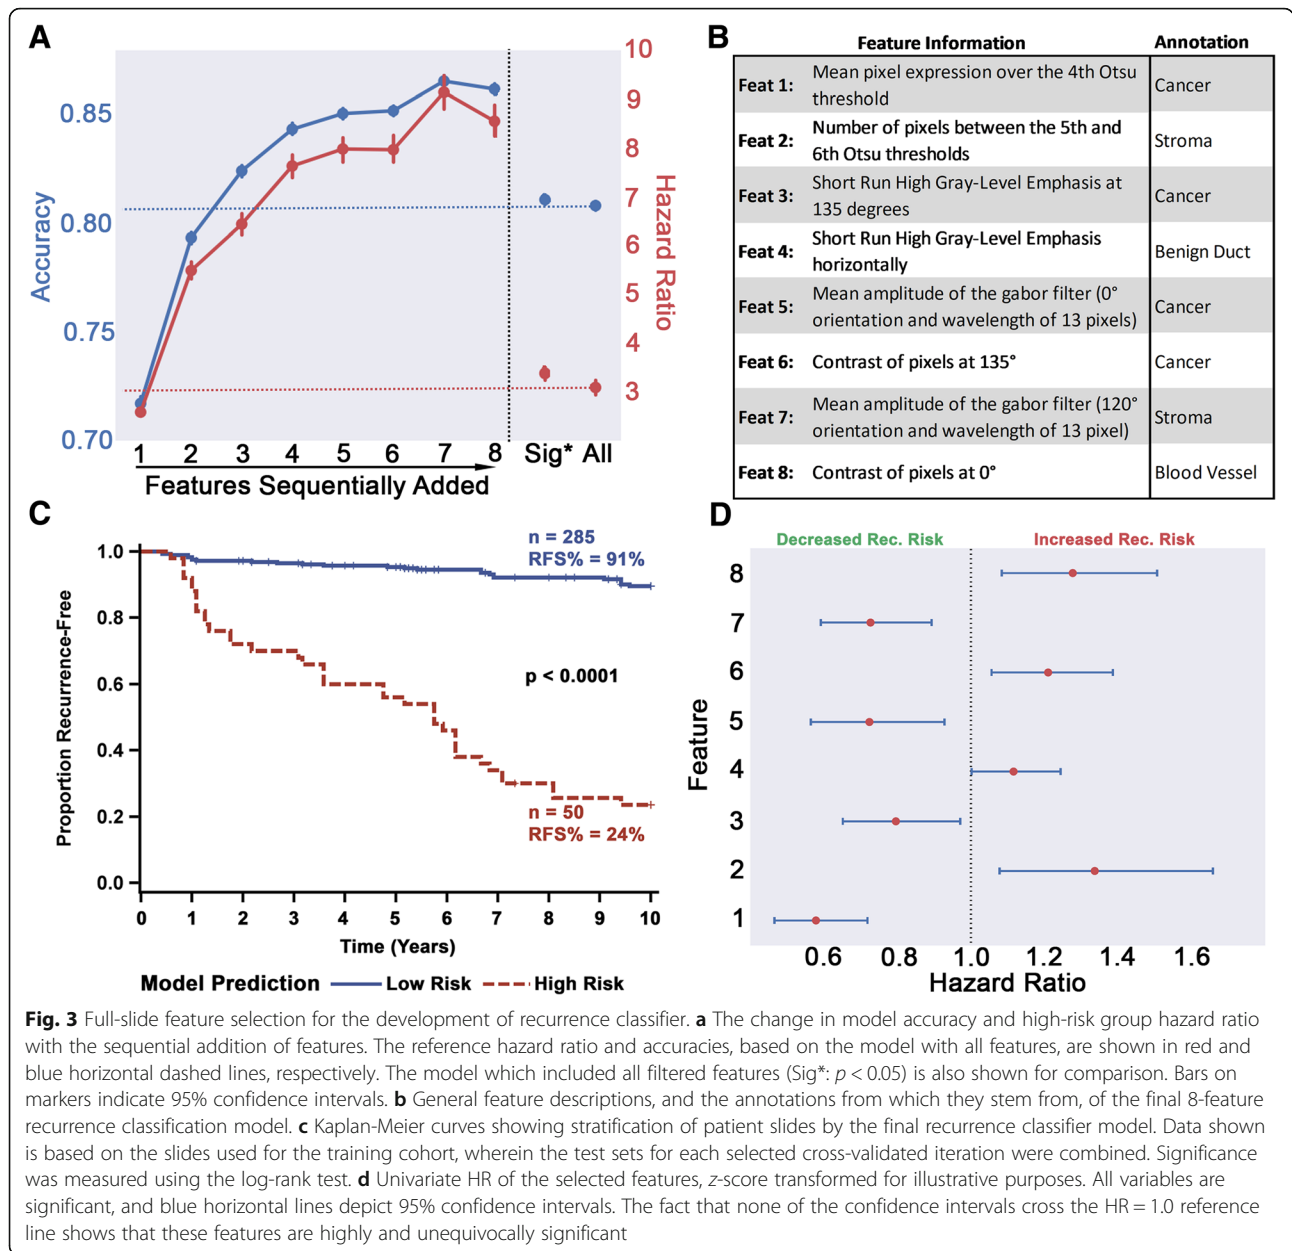 A
10
9
8
7
6
5
4
3
Hazard Ratio
0.85
0.80
0.75
0.70
Accuracy
1 2 3 4 5 6 7 8 Sig* All
Features Sequentially Added
B
Feature Information Annotation
Feat 1: Mean pixel expression over the 4th Otsu threshold Cancer
Feat 2: Number of pixels between the 5th and 6th Otsu thresholds Stroma
Feat 3: Short Run High Gray-Level Emphasis at 135 degrees Cancer
Feat 4: Short Run High Gray-Level Emphasis horizontally Benign Duct
Feat 5: Mean amplitude of the gabor filter (0° orientation and wavelength of 13 pixels) Cancer
Feat 6: Contrast of pixels at 135° Cancer
Feat 7: Mean amplitude of the gabor filter (120° orientation and wavelength of 13 pixel) Stroma
Feat 8: Contrast of pixels at 0° Blood Vessel
C
n = 285
RFS% = 91%
p < 0.0001
n = 50
RFS% = 24%
1.0
0.8
0.6
0.4
0.2
0.0
Proportion Recurrence-Free
0 1 2 3 4 5 6 7 8 9 10
Time (Years)
Model Prediction Low Risk High Risk
D
Decreased Rec. Risk Increased Rec. Risk
8
7
6
5
4
3
2
1
Feature
0.6 0.8 1.0 1.2 1.4 1.6
Hazard Ratio
Fig. 3 Full-slide feature selection for the development of recurrence classifier. a The change in model accuracy and high-risk group hazard ratio
with the sequential addition of features. The reference hazard ratio and accuracies, based on the model with all features, are shown in red and
blue horizontal dashed lines, respectively. The model which included all filtered features (Sig*: p < 0.05) is also shown for comparison. Bars on
markers indicate 95% confidence intervals. b General feature descriptions, and the annotations from which they stem from, of the final 8-feature
recurrence classification model. c Kaplan-Meier curves showing stratification of patient slides by the final recurrence classifier model. Data shown
is based on the slides used for the training cohort, wherein the test sets for each selected cross-validated iteration were combined. Significance
was measured using the log-rank test. d Univariate HR of the selected features, z-score transformed for illustrative purposes. All variables are
significant, and blue horizontal lines depict 95% confidence intervals. The fact that none of the confidence intervals cross the HR = 1.0 reference
line shows that these features are highly and unequivocally significant